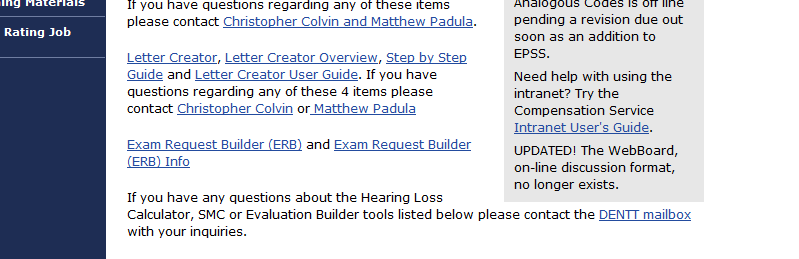 ning Materials
Rating Job
If you have questions regarding any of these items
please contact Christopher Colvin and Matthew Padula.
Letter Creator, Letter Creator Overview, Step by Step
Guide and Letter Creator User Guide. If you have
questions regarding any of these 4 items please
contact Christopher Colvin or Matthew Padula
Exam Request Builder (ERB) and Exam Request Builder
(ERB) Info
If you have any questions about the Hearing Loss
Calculator, SMC or Evaluation Builder tools listed below please contact the DENTT mailbox
with your inquiries.
Analogous Codes is off line
pending a revision due out
soon as an addition to
EPSS.
Need help with using the
intranet? Try the
Compensation Service
Intranet User's Guide.
UPDATED! The WebBoard,
on-line discussion format,
no longer exists.